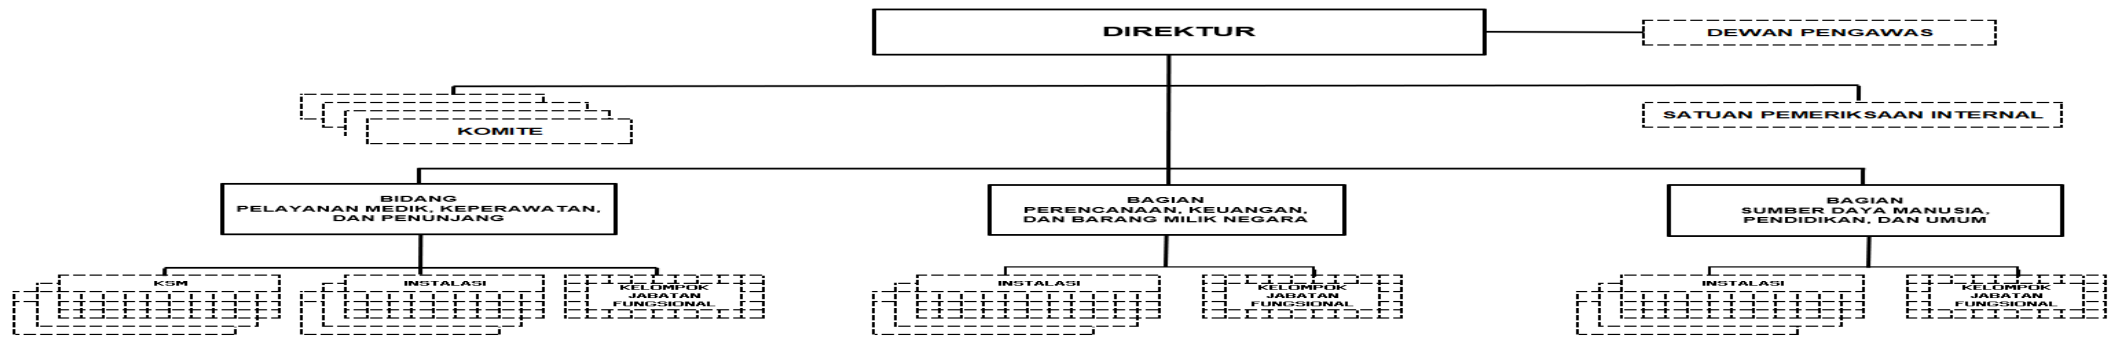 DIREKTUR
DEWAN PENGAWAS
KOMITE
SATUAN PEMERIKSAAN INTERNAL
BIDANG
PELAYANAN MEDIK, KEPERAWATAN,
DAN PENUNJANG
BAGIAN
PERENCANAAN, KEUANGAN,
DAN BARANG MILIK NEGARA
BAGIAN
SUMBER DAYA MANUSIA,
PENDIDIKAN, DAN UMUM
KSM
INSTALASI
KELOMPOK
JABATAN
FUNGSIONAL
INSTALASI
KELOMPOK
JABATAN
FUNGSIONAL
INSTALASI
KELOMPOK
JABATAN
FUNGSIONAL